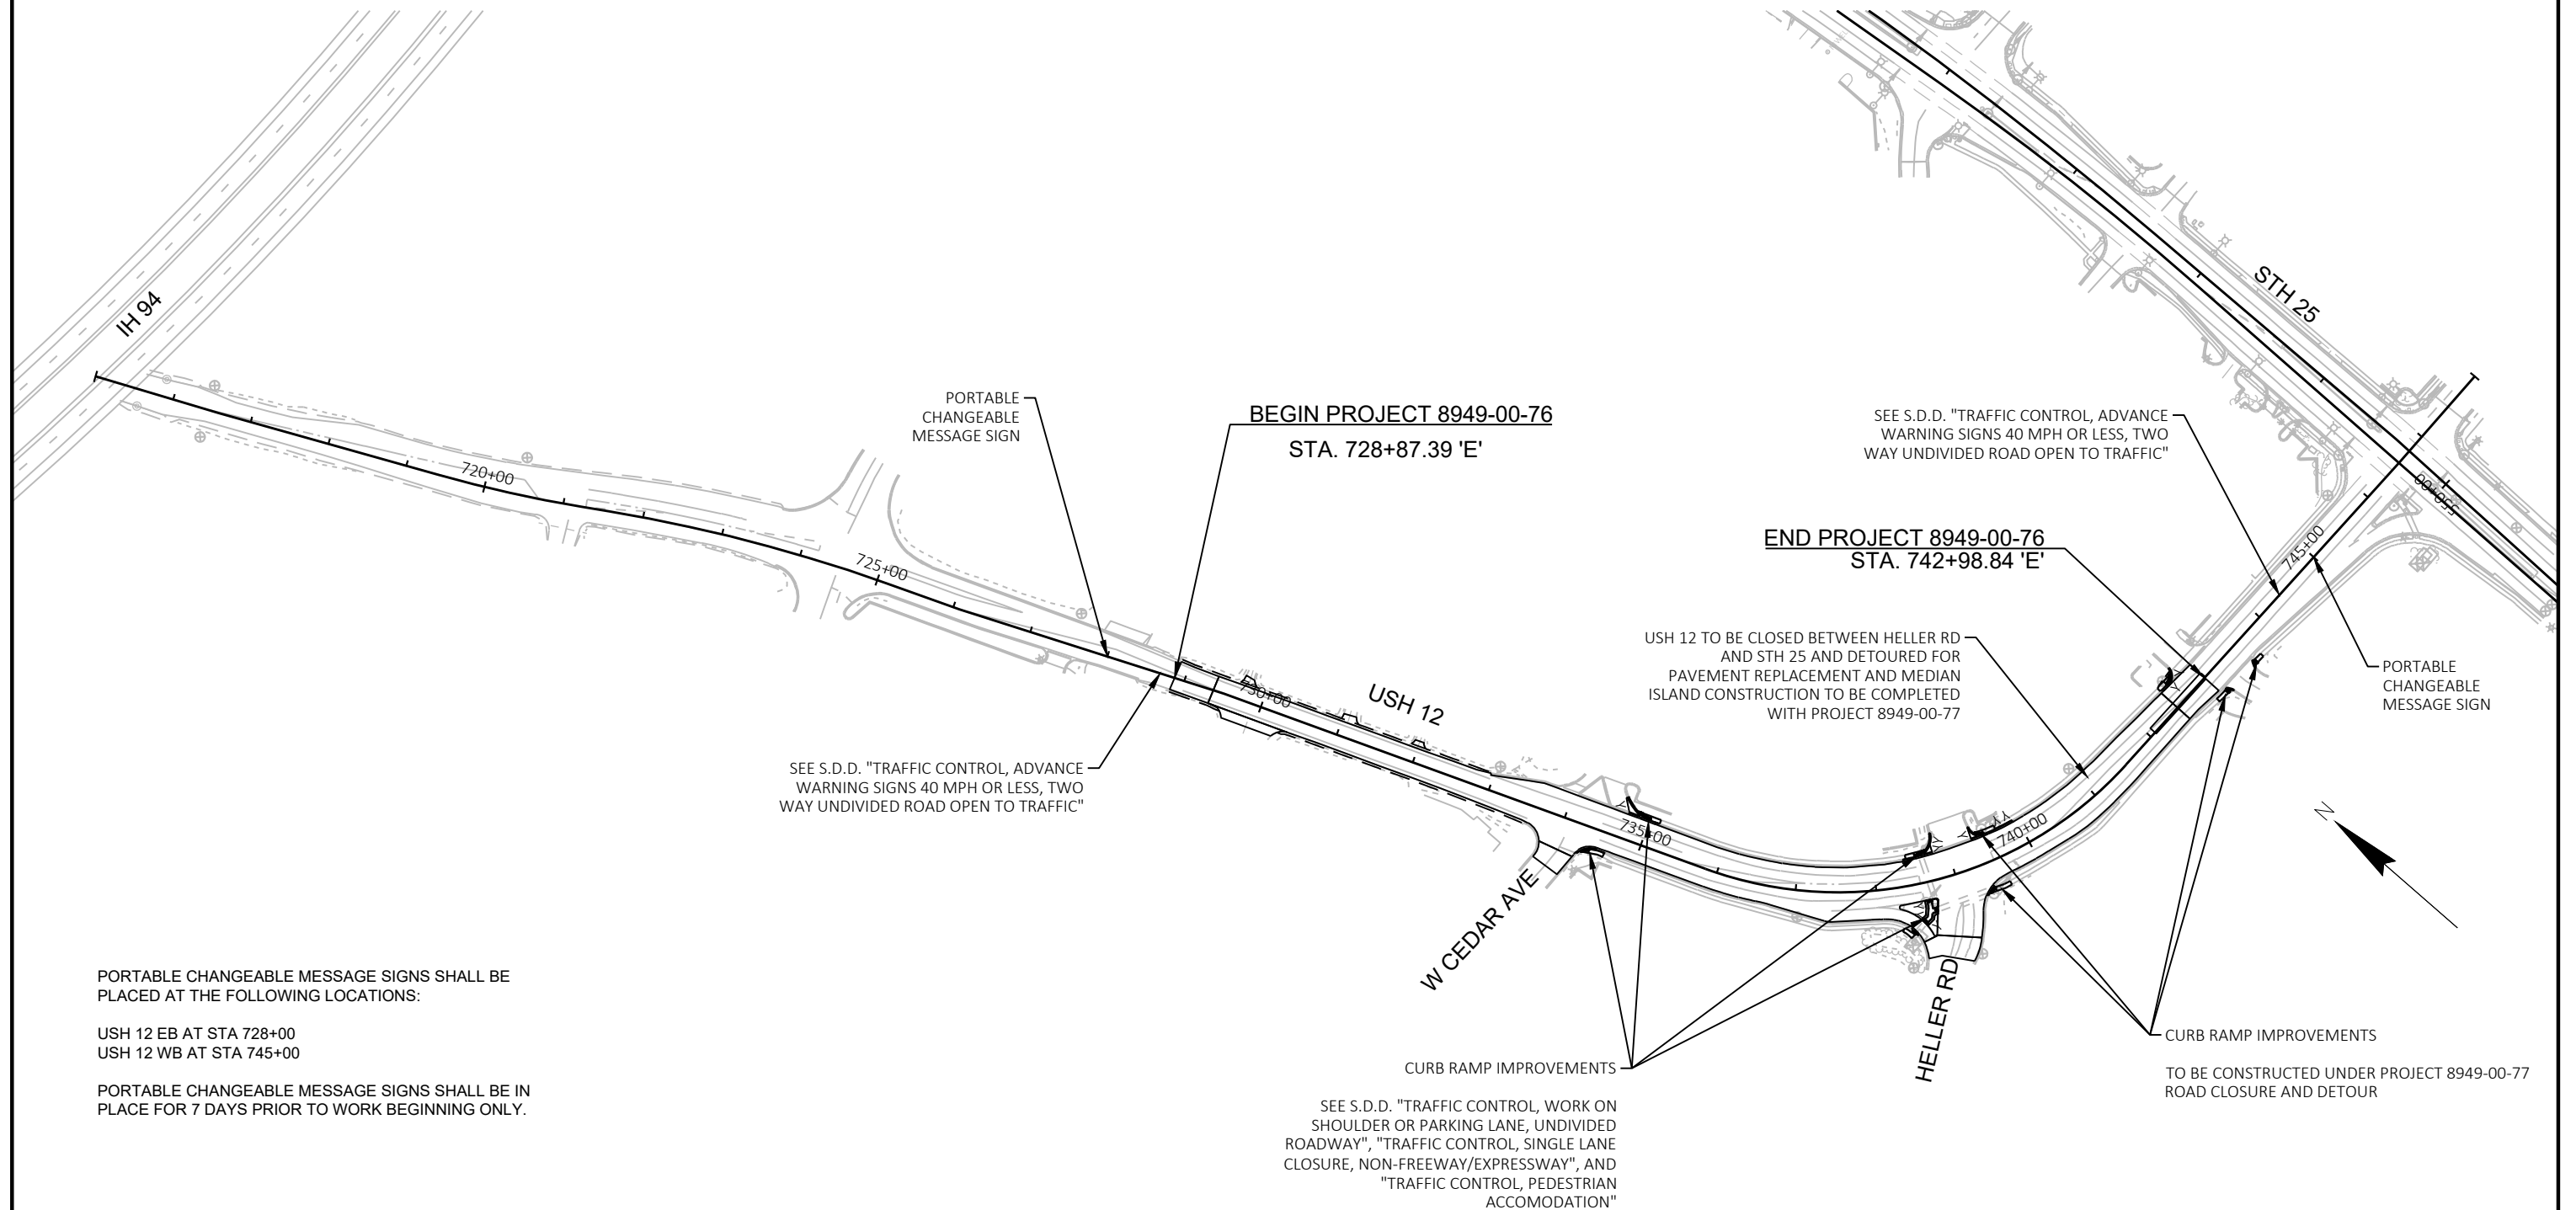 IH 94
STH 25
PORTABLE
CHANGEABLE
MESSAGE SIGN
BEGIN PROJECT 8949-00-76
STA. 728+87.39 'E'
SEE S.D.D. "TRAFFIC CONTROL, ADVANCE
WARNING SIGNS 40 MPH OR LESS, TWO
WAY UNDIVIDED ROAD OPEN TO TRAFFIC"
720+00
550+00
END PROJECT 8949-00-76
STA. 742+98.84 'E'
745+00
725+00
USH 12 TO BE CLOSED BETWEEN HELLER RD
AND STH 25 AND DETOURED FOR
PAVEMENT REPLACEMENT AND MEDIAN
ISLAND CONSTRUCTION TO BE COMPLETED
WITH PROJECT 8949-00-77
PORTABLE
CHANGEABLE
MESSAGE SIGN
730+00
USH 12
SEE S.D.D. "TRAFFIC CONTROL, ADVANCE
WARNING SIGNS 40 MPH OR LESS, TWO
WAY UNDIVIDED ROAD OPEN TO TRAFFIC"
735+00
740+00
N
W CEDAR AVE
HELLER RD
PORTABLE CHANGEABLE MESSAGE SIGNS SHALL BE
PLACED AT THE FOLLOWING LOCATIONS:
USH 12 EB AT STA 728+00
USH 12 WB AT STA 745+00
PORTABLE CHANGEABLE MESSAGE SIGNS SHALL BE IN
PLACE FOR 7 DAYS PRIOR TO WORK BEGINNING ONLY.
CURB RAMP IMPROVEMENTS
SEE S.D.D. "TRAFFIC CONTROL, WORK ON
SHOULDER OR PARKING LANE, UNDIVIDED
ROADWAY", "TRAFFIC CONTROL, SINGLE LANE
CLOSURE, NON-FREEWAY/EXPRESSWAY", AND
"TRAFFIC CONTROL, PEDESTRIAN
ACCOMODATION"
CURB RAMP IMPROVEMENTS
TO BE CONSTRUCTED UNDER PROJECT 8949-00-77
ROAD CLOSURE AND DETOUR